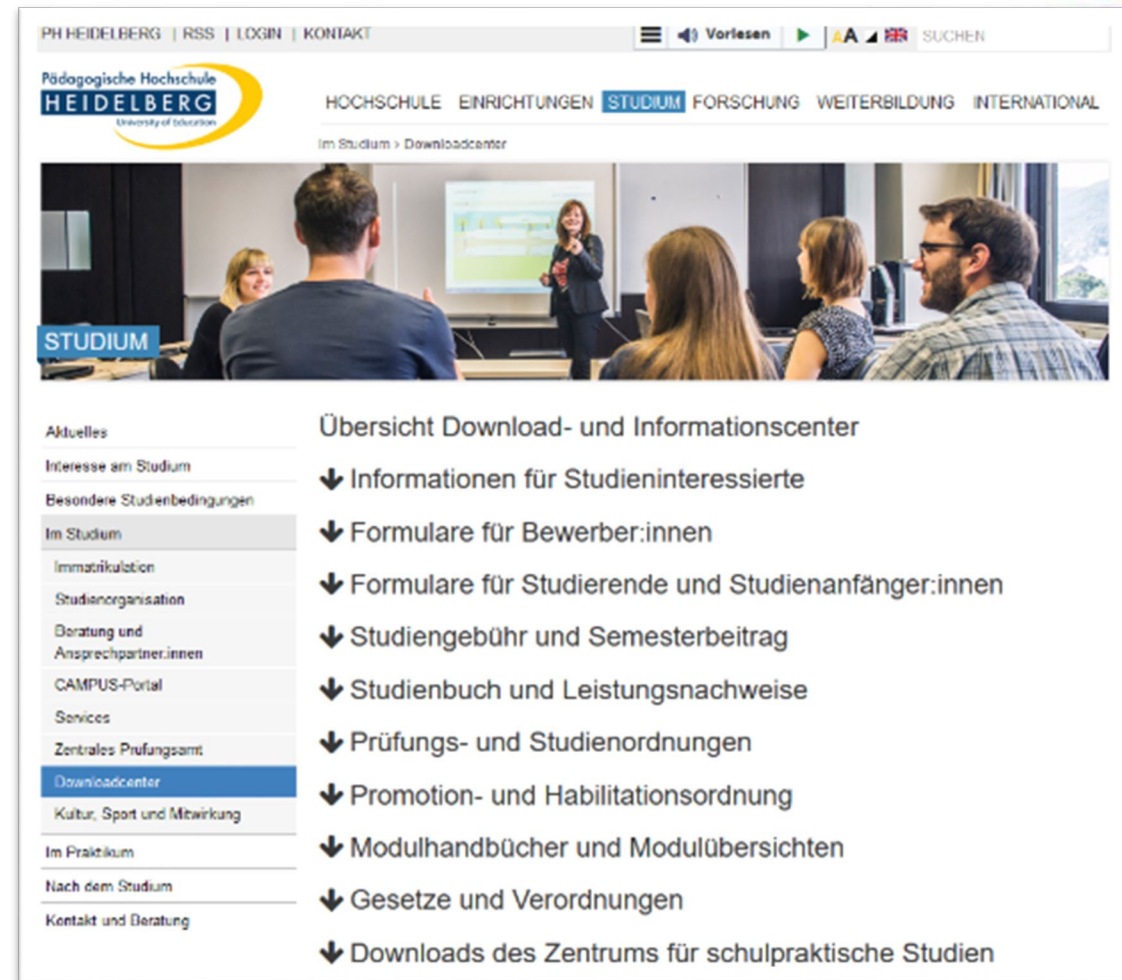 PH HEIDELBERG | RSS | LOGIN | KONTAKT
Vorlesen
AA
SUCHEN
Pädagogische Hochschule
HEIDELBERG
University of Education
HOCHSCHULE EINRICHTUNGEN STUDIUM FORSCHUNG WEITERBILDUNG INTERNATIONAL
Im Studium > Downloadcenter
STUDIUM
Aktuelles
Interesse am Studium
Besondere Studienbedingungen
Im Studium
Immatrikulation
Studienorganisation
Beratung und
Ansprechpartner:innen
CAMPUS-Portal
Services
Zentrales Prüfungsamt
Downloadcenter
Kultur, Sport und Mitwirkung
Im Praktikum
Nach dem Studium
Kontakt und Beratung
Übersicht Download- und Informationscenter
Informationen für Studieninteressierte
Formulare für Bewerber:innen
Formulare für Studierende und Studienanfänger:innen
Studiengebühr und Semesterbeitrag
Studienbuch und Leistungsnachweise
Prüfungs- und Studienordnungen
Promotion- und Habilitationsordnung
Modulhandbücher und Modulübersichten
Gesetze und Verordnungen
Downloads des Zentrums für schulpraktische Studien